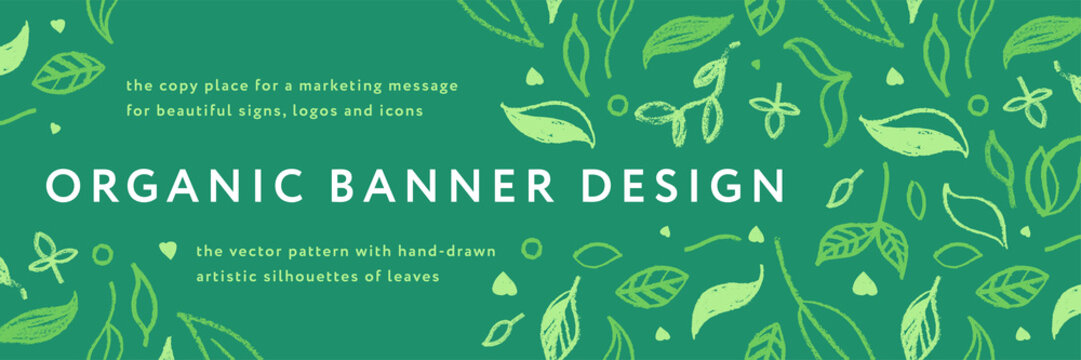 the copy place for a marketing message
for beautiful signs, logos and icons
ORGANIC BANNER DESIGN
the vector pattern with hand-drawn
artistic silhouettes of leaves